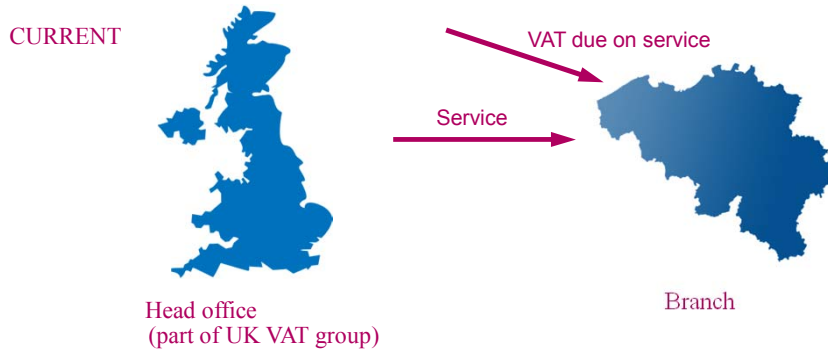 CURRENT
VAT due on service
Service
Head office
(part of UK VAT group)
Branch